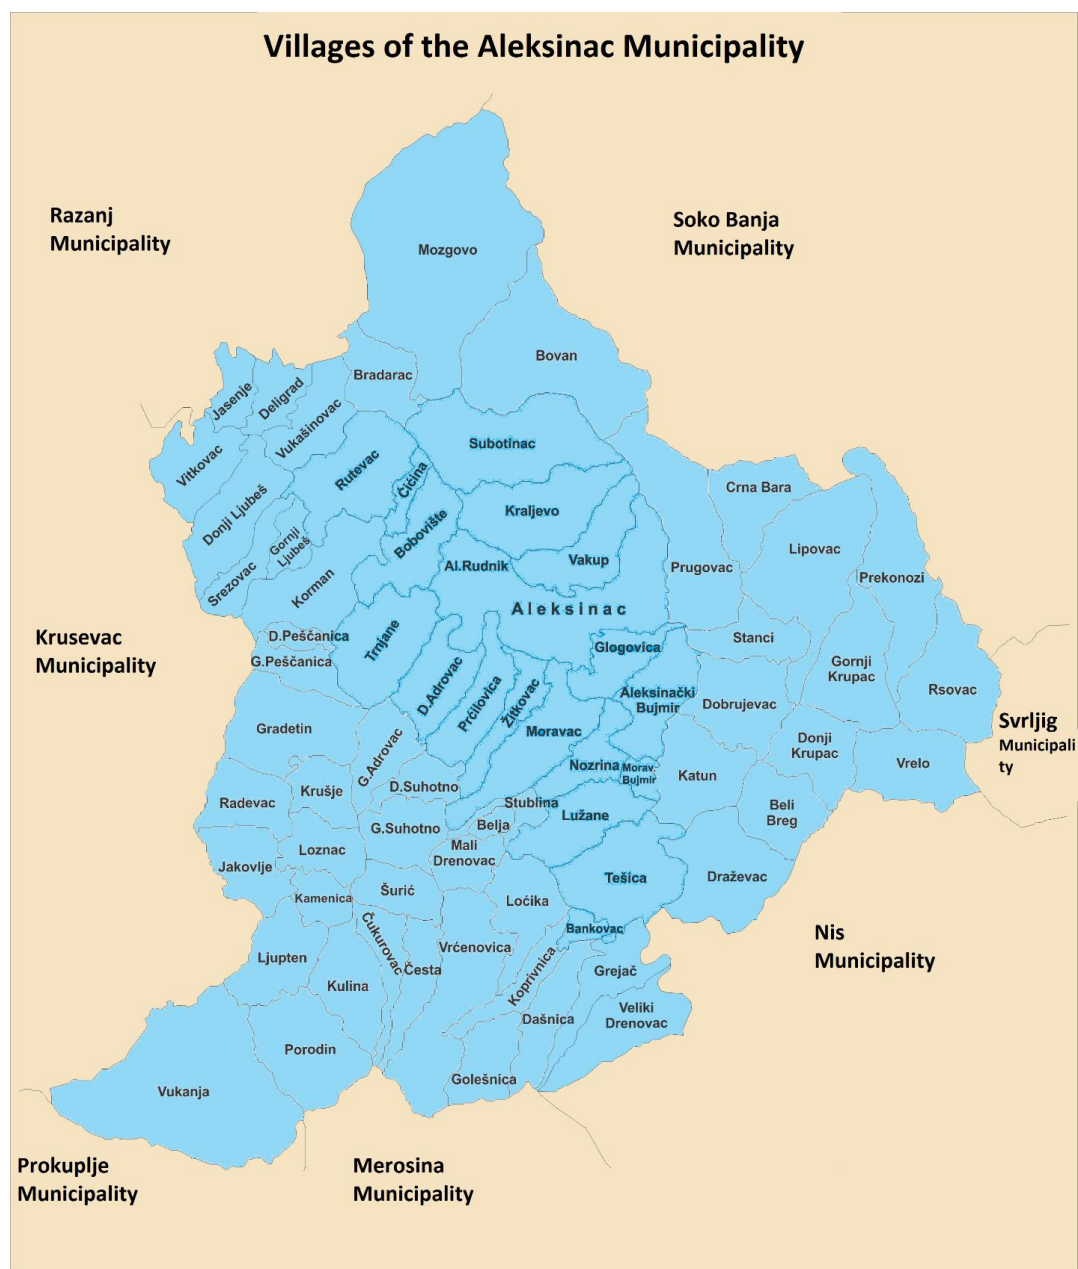 Villages of the Aleksinac Municipality
Razanj
Municipality
Soko Banja
Municipality
Mozgovo
Bovan
Bradarac
Jasenje
Deligrad
Vukašinovac
Vitkovac
Subotinac
Rutevac
Čićina
Crna Bara
Donji Ljubeš
Kraljevo
Bobovište
Gornji
Ljubeš
Lipovac
Vakup
Al.Rudnik
Prugovac
Prekonozi
Srezovac
Korman
Aleksinac
Krusevac
Municipality
D.Peščanica
Trnjane
Stanci
Glogovica
G.Peščanica
Gornji
Krupac
D.Adrovac
Prćilovica
Žitkovac
Aleksinački
Bujmir
Rsovac
Dobrujevac
Svrljig
Municipali
ty
Gradetin
Moravac
G.Adrovac
Donji
Krupac
Nozrina
Morav.
Bujmir
Katun
Vrelo
Krušje
D.Suhotno
Radevac
Stublina
Beli
Breg
Lužane
Belja
G.Suhotno
Mali
Drenovac
Loznac
Jakovlje
Tešica
Draževac
Šurić
Kamenica
Loćika
Bankovac
Nis
Municipality
Čukurovac
Vrćenovica
Ljupten
Česta
Koprivnica
Grejač
Kulina
Veliki
Drenovac
Dašnica
Porodin
Golešnica
Vukanja
Prokuplje
Municipality
Merosina
Municipality